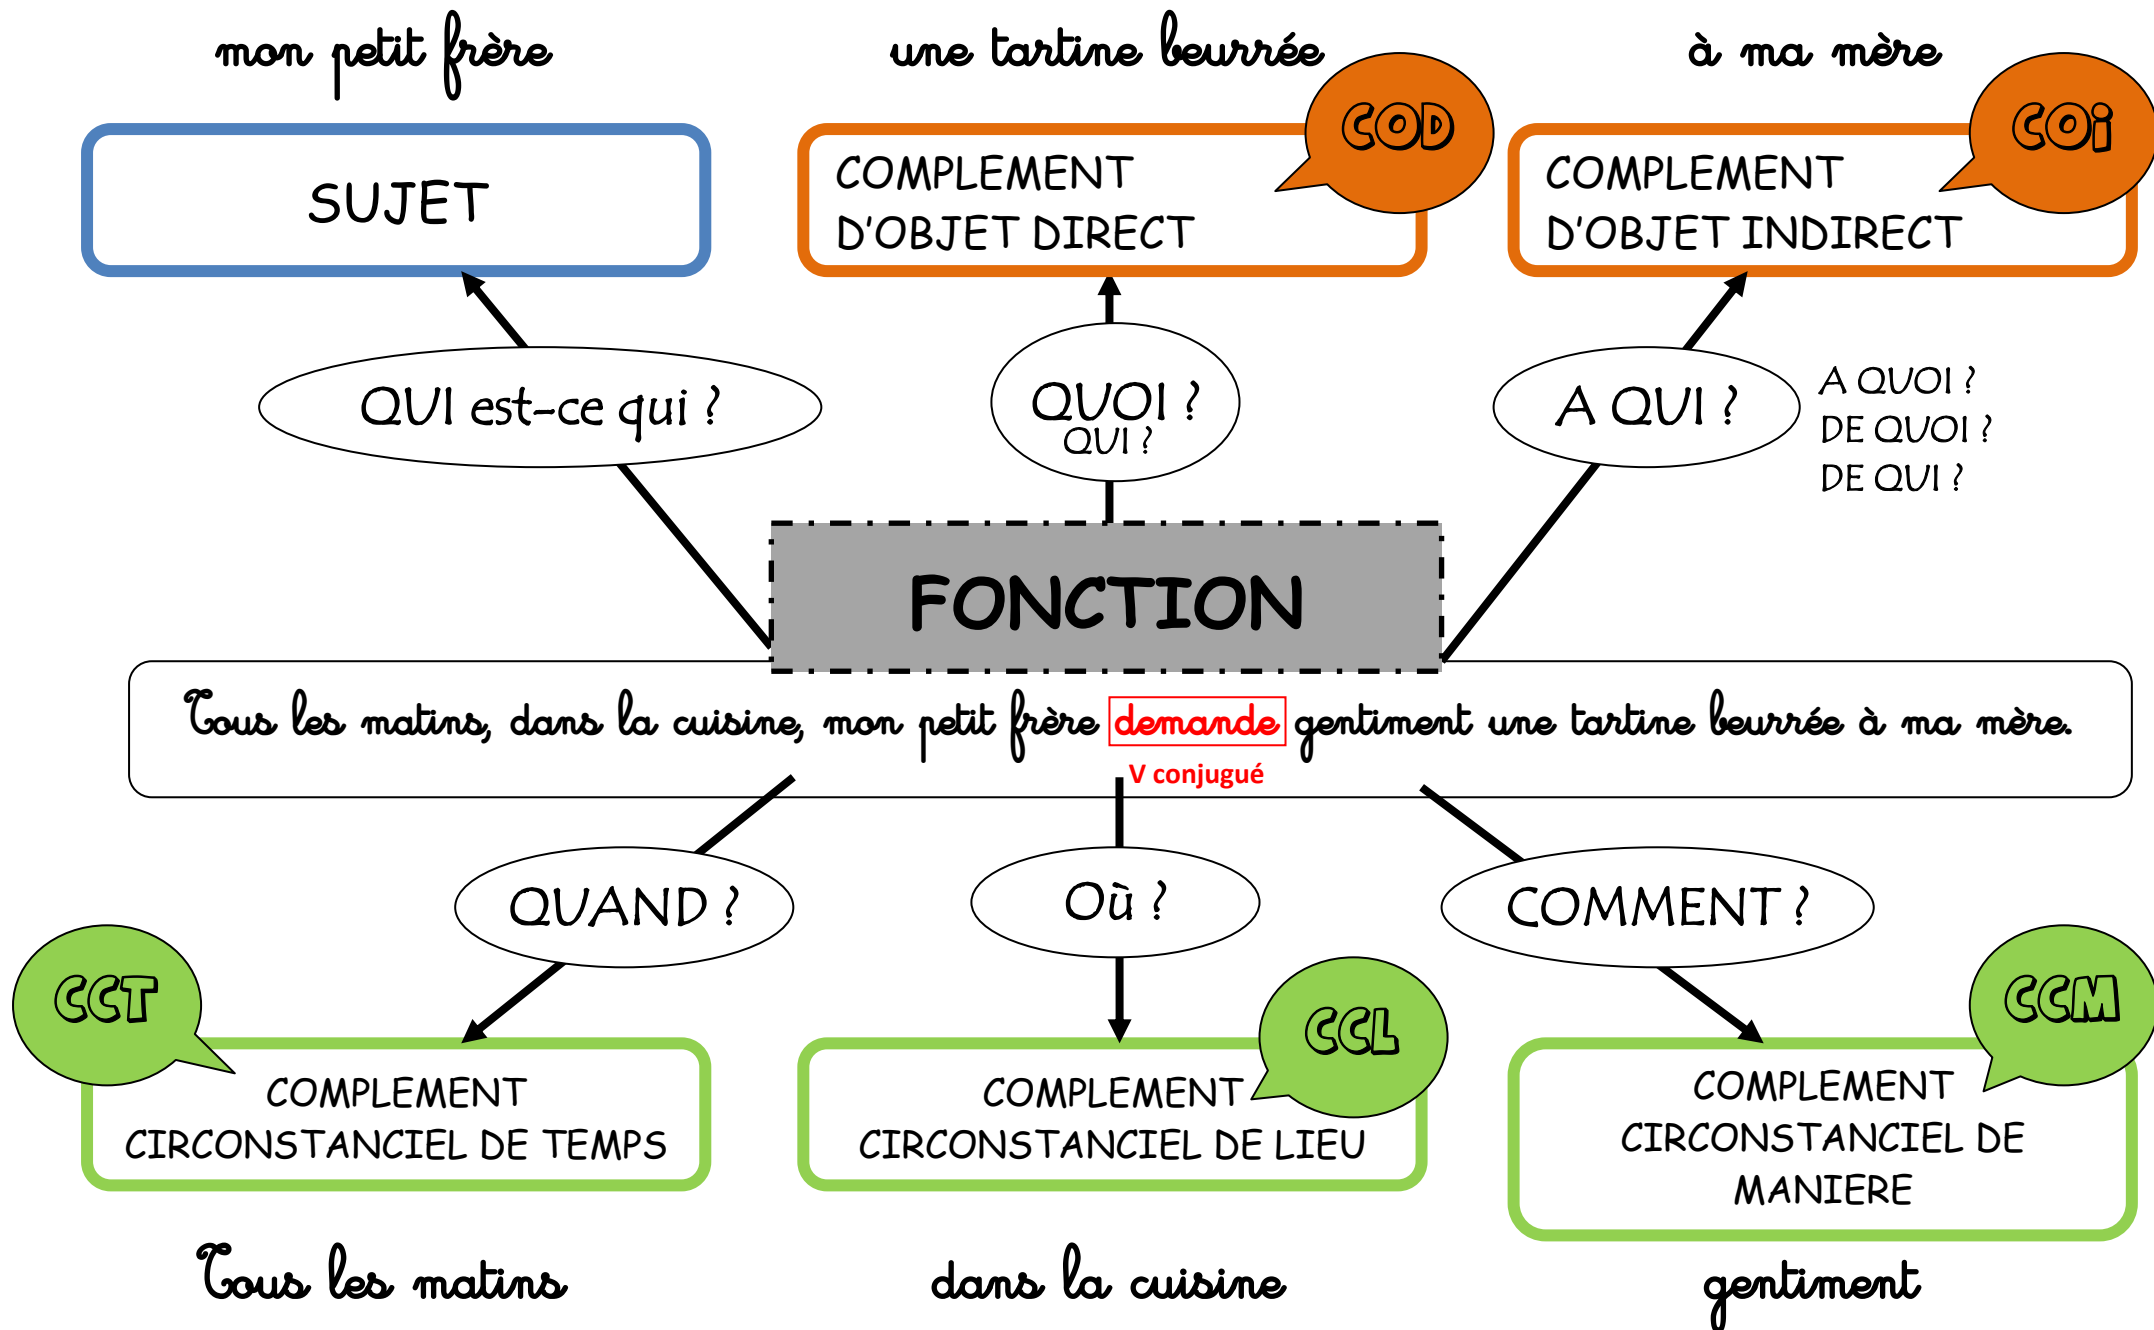 mon petit frère
une tartine beurrée
à ma mère
SUJET
COMPLEMENT
D'OBJET DIRECT
COD
COMPLEMENT
D'OBJET INDIRECT
COi
QUI est-ce qui ?
QUOI ?
QUI ?
A QUI ?
A QUOI ?
DE QUOI ?
DE QUI ?
FONCTION
Tous les matins, dans la cuisine, mon petit frère demande gentiment une tartine beurrée à ma mère.
V conjugué
QUAND ?
Où ?
COMMENT ?
CCT
COMPLEMENT
CIRCONSTANCIEL DE TEMPS
CCL
COMPLEMENT
CIRCONSTANCIEL DE LIEU
CCM
COMPLEMENT
CIRCONSTANCIEL DE
MANIERE
Tous les matins
dans la cuisine
gentiment